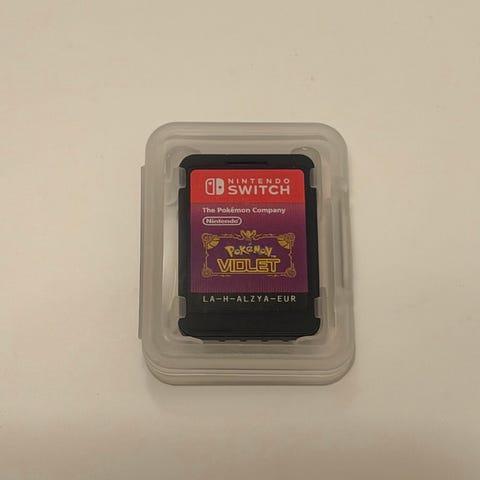 NINTENDO
SWITCH
The Pokémon Company
Nintendo
Pokémon
VIOLET
LA-H-ALZYA-EUR